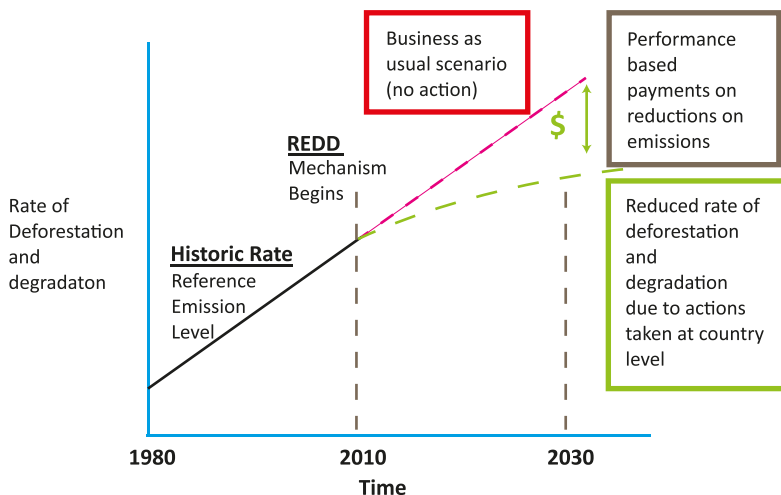 Business as
usual scenario
(no action)
Performance
based
payments on
reductions on
emissions
$
REDD
Mechanism
Begins
Rate of
Deforestation
and
degradaton
Historic Rate
Reference
Emission
Level
Reduced rate of
deforestation
and
degradation
due to actions
taken at country
level
1980
2010
2030
Time